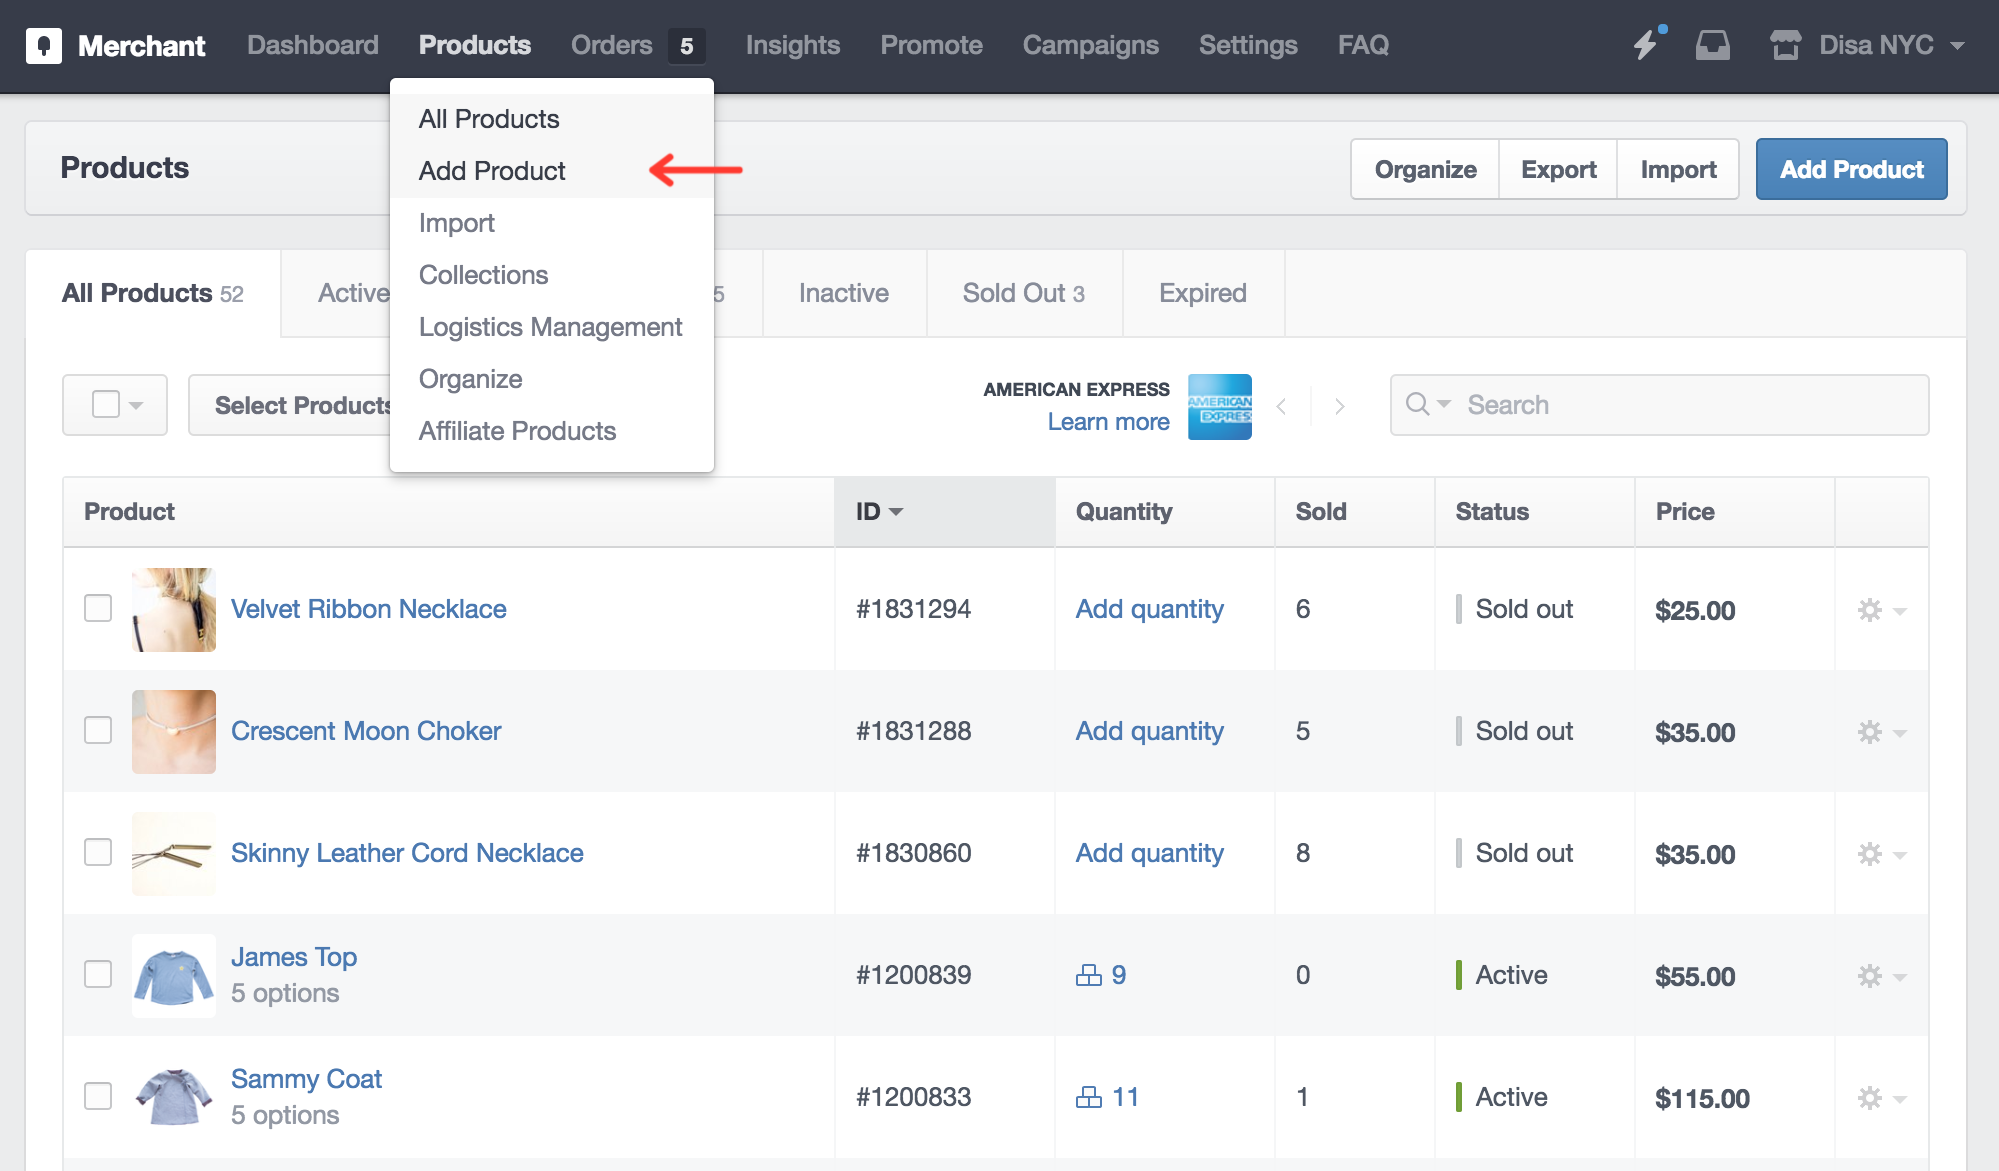 Merchant Dashboard Products Orders 5 Insights Promote Campaigns Settings FAQ Disa NYC
All Products
Add Product
Import
Collections
Logistics Management
Organize
Affiliate Products
Products Organize Export Import Add Product
All Products 52 Active 5 Inactive Sold Out 3 Expired
Select Products
AMERICAN EXPRESS
Learn more
AMERICAN
EXPRESS
Search
Product ID Quantity Sold Status Price
Velvet Ribbon Necklace #1831294 Add quantity 6 Sold out $25.00
Crescent Moon Choker #1831288 Add quantity 5 Sold out $35.00
Skinny Leather Cord Necklace #1830860 Add quantity 8 Sold out $35.00
James Top
5 options
#1200839 9 0 Active $55.00
Sammy Coat
5 options
#1200833 11 1 Active $115.00